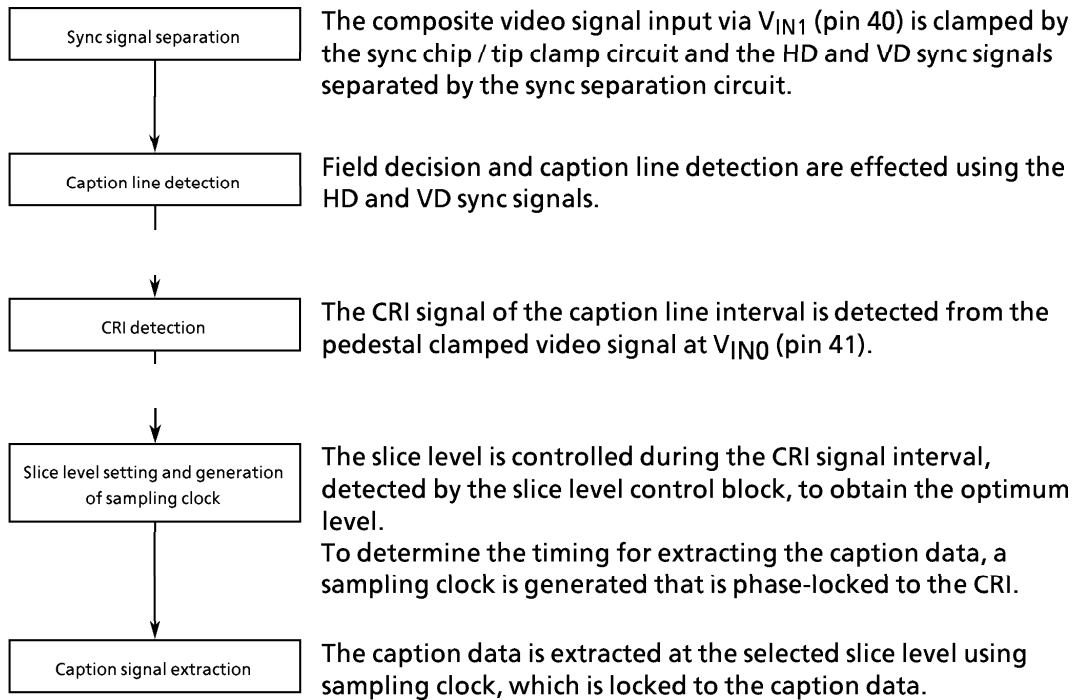 Sync signal separation
The composite video signal input via VIN1 (pin 40) is clamped by
the sync chip / tip clamp circuit and the HD and VD sync signals
separated by the sync separation circuit.
Caption line detection
Field decision and caption line detection are effected using the
HD and VD sync signals.
CRI detection
The CRI signal of the caption line interval is detected from the
pedestal clamped video signal at VIN0 (pin 41).
Slice level setting and generation
of sampling clock
The slice level is controlled during the CRI signal interval,
detected by the slice level control block, to obtain the optimum
level.
To determine the timing for extracting the caption data, a
sampling clock is generated that is phase-locked to the CRI.
Caption signal extraction
The caption data is extracted at the selected slice level using
sampling clock, which is locked to the caption data.